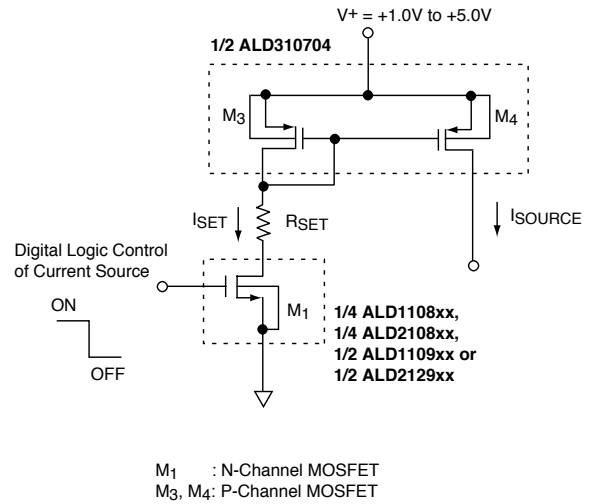 V+ = +1.0V to +5.0V
1/2 ALD310704
M3
M4
ISET
RSET
ISOURCE
Digital Logic Control
of Current Source
ON
OFF
M1
1/4 ALD1108xx,
1/4 ALD2108xx,
1/2 ALD1109xx or
1/2 ALD2129xx
M1 : N-Channel MOSFET
M3, M4: P-Channel MOSFET